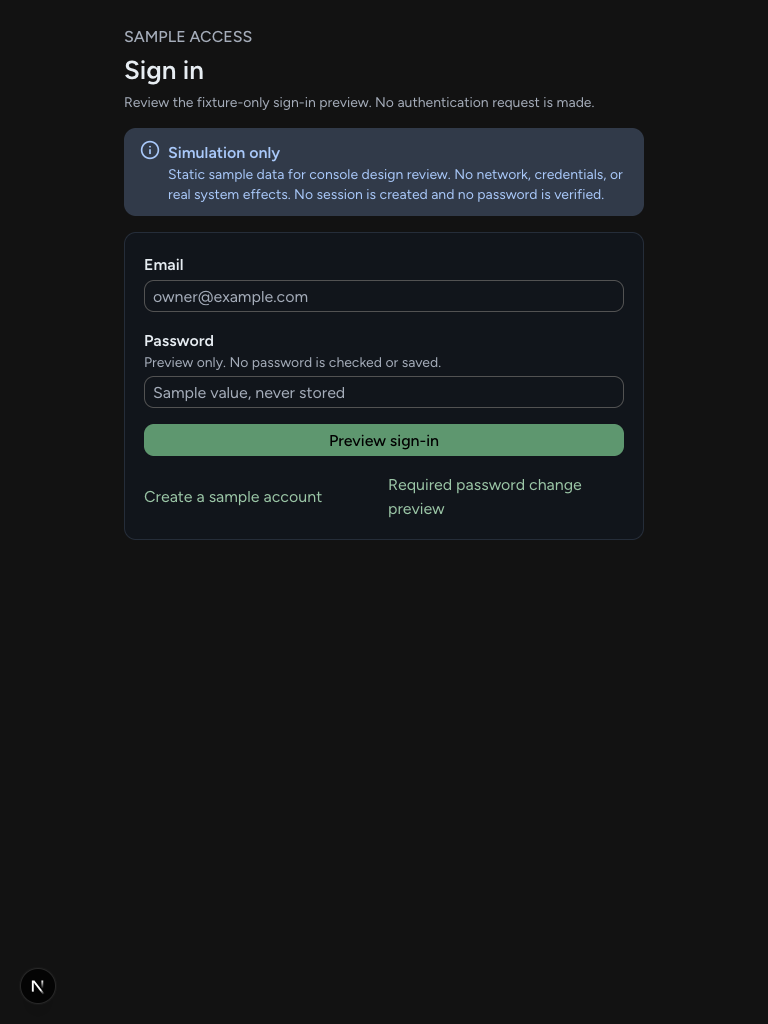 SAMPLE ACCESS
Sign in
Review the fixture-only sign-in preview. No authentication request is made.
Simulation only
Static sample data for console design review. No network, credentials, or
real system effects. No session is created and no password is verified.
Email
owner@example.com
Password
Preview only. No password is checked or saved.
Sample value, never stored
Preview sign-in
Create a sample account
Required password change
preview
N